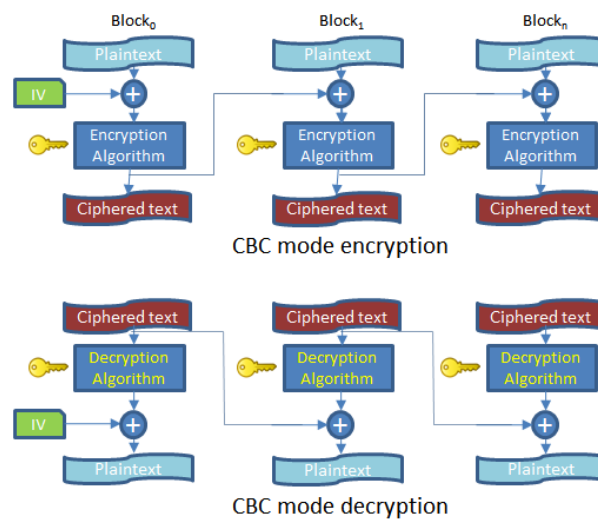 Block₀ Block₁ Blockₙ
Plaintext Plaintext Plaintext
IV
Encryption Encryption Encryption
Algorithm Algorithm Algorithm
Ciphered text Ciphered text Ciphered text
CBC mode encryption
Ciphered text Ciphered text Ciphered text
Decryption Decryption Decryption
Algorithm Algorithm Algorithm
IV
Plaintext Plaintext Plaintext
CBC mode decryption